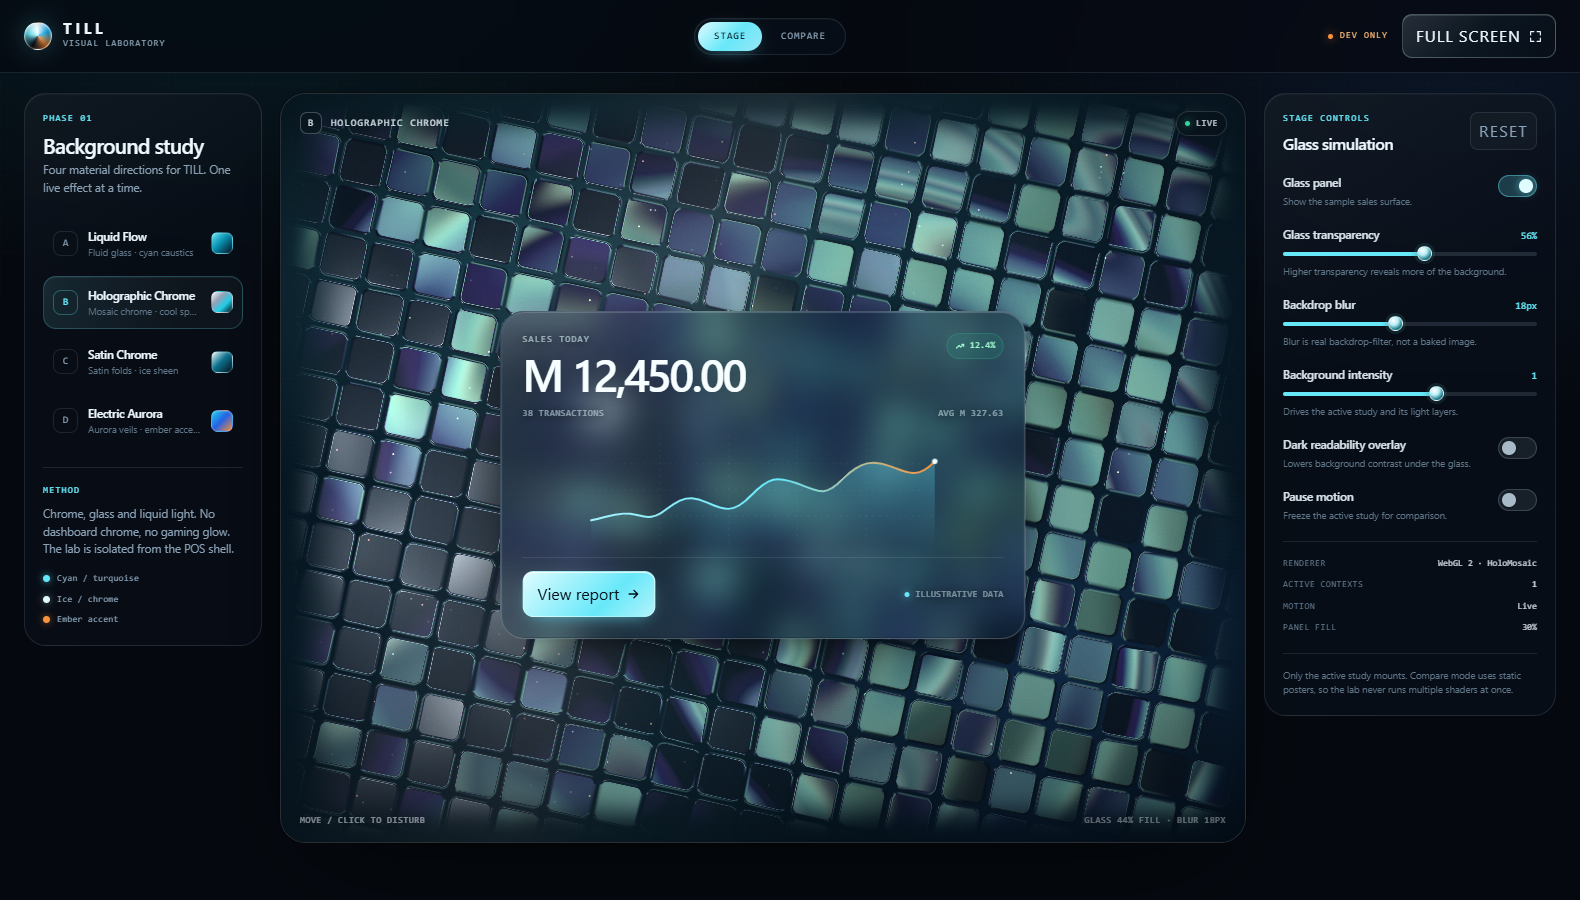 TILL
VISUAL LABORATORY
STAGE
COMPARE
DEV ONLY
FULL SCREEN
PHASE 01
Background study
Four material directions for TILL. One
live effect at a time.
A
Liquid Flow
Fluid glass · cyan caustics
B
Holographic Chrome
Mosaic chrome · cool sp...
C
Satin Chrome
Satin folds · ice sheen
D
Electric Aurora
Aurora veils · ember acce...
METHOD
Chrome, glass and liquid light. No
dashboard chrome, no gaming glow.
The lab is isolated from the POS shell.
Cyan / turquoise
Ice / chrome
Ember accent
B
HOLOGRAPHIC CHROME
LIVE
SALES TODAY
12.4%
M 12,450.00
38 TRANSACTIONS
AVG M 327.63
View report
ILLUSTRATIVE DATA
MOVE / CLICK TO DISTURB
GLASS 44% FILL · BLUR 18PX
STAGE CONTROLS
Glass simulation
RESET
Glass panel
Show the sample sales surface.
Glass transparency
56%
Higher transparency reveals more of the background.
Backdrop blur
18px
Blur is real backdrop-filter, not a baked image.
Background intensity
1
Drives the active study and its light layers.
Dark readability overlay
Lowers background contrast under the glass.
Pause motion
Freeze the active study for comparison.
RENDERER
WebGL 2 · HoloMosaic
ACTIVE CONTEXTS
1
MOTION
Live
PANEL FILL
30%
Only the active study mounts. Compare mode uses static
posters, so the lab never runs multiple shaders at once.